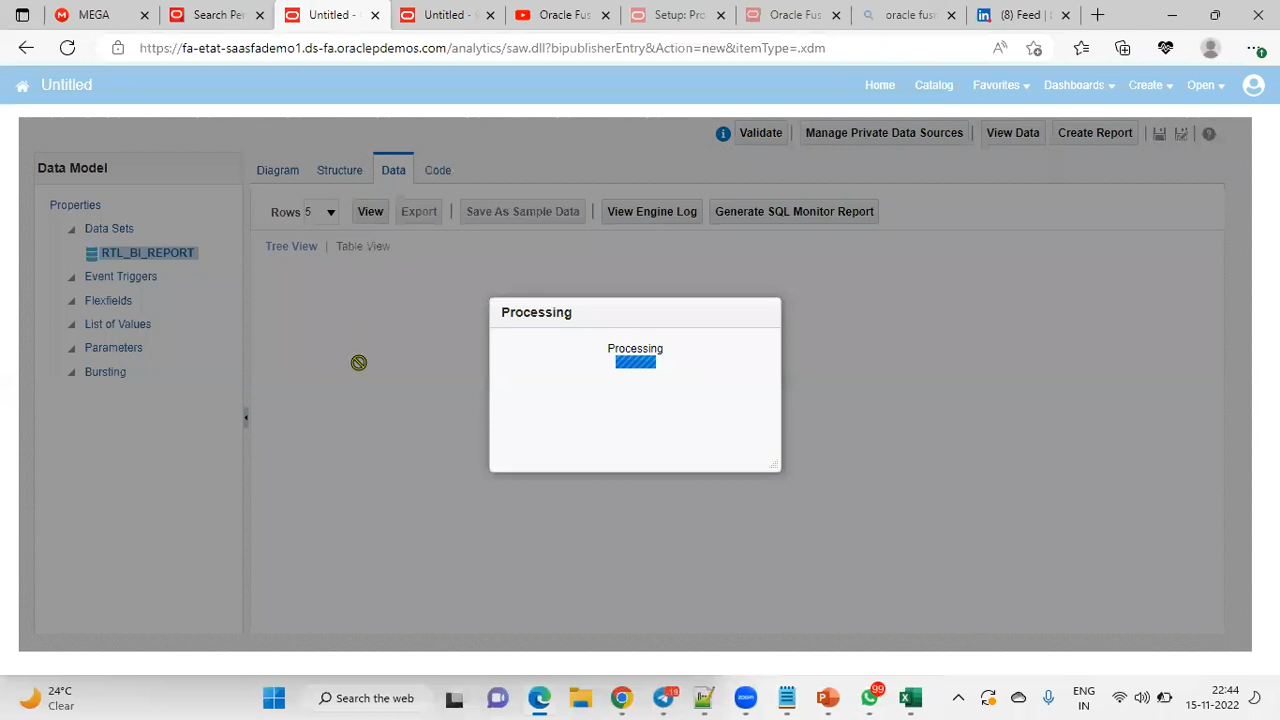 MEGA
Search Per
Untitled -
Untitled -
Oracle Fus
Setup: Pro
Oracle Fus
oracle fusn
(8) Feed | L
https://fa-etat-saasfademo1.ds-fa.oraclepdemos.com/analytics/saw.dll?bipublisherEntry&Action=new&itemType=.xdm
Untitled
Home
Catalog
Favorites
Dashboards
Create
Open
Validate
Manage Private Data Sources
View Data
Create Report
Data Model
Diagram
Structure
Data
Code
Properties
Data Sets
RTL_BI_REPORT
Event Triggers
Flexfields
List of Values
Parameters
Bursting
Rows 5
View
Export
Save As Sample Data
View Engine Log
Generate SQL Monitor Report
Tree View | Table View
Processing
Processing
24°C
Clear
Search the web
19
zoom
99
ENG
IN
22:44
15-11-2022